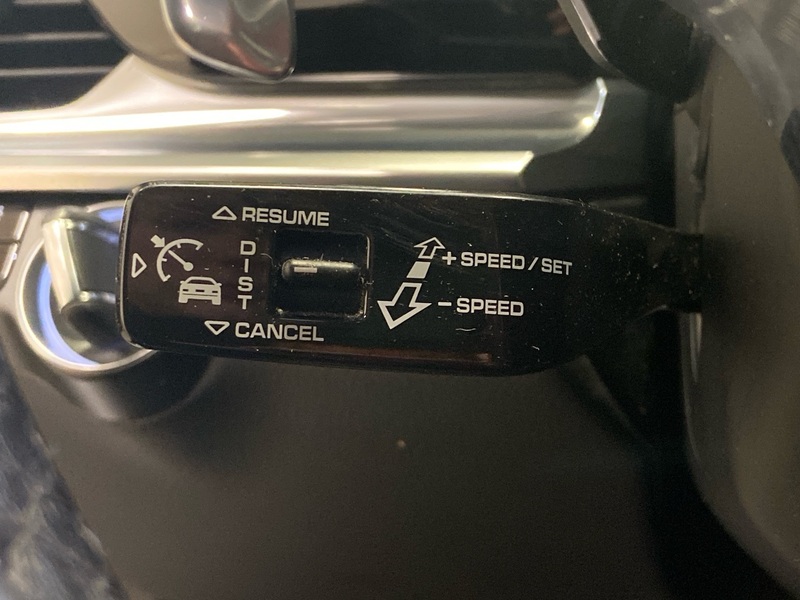 RESUME
DIST
+ SPEED / SET
- SPEED
CANCEL